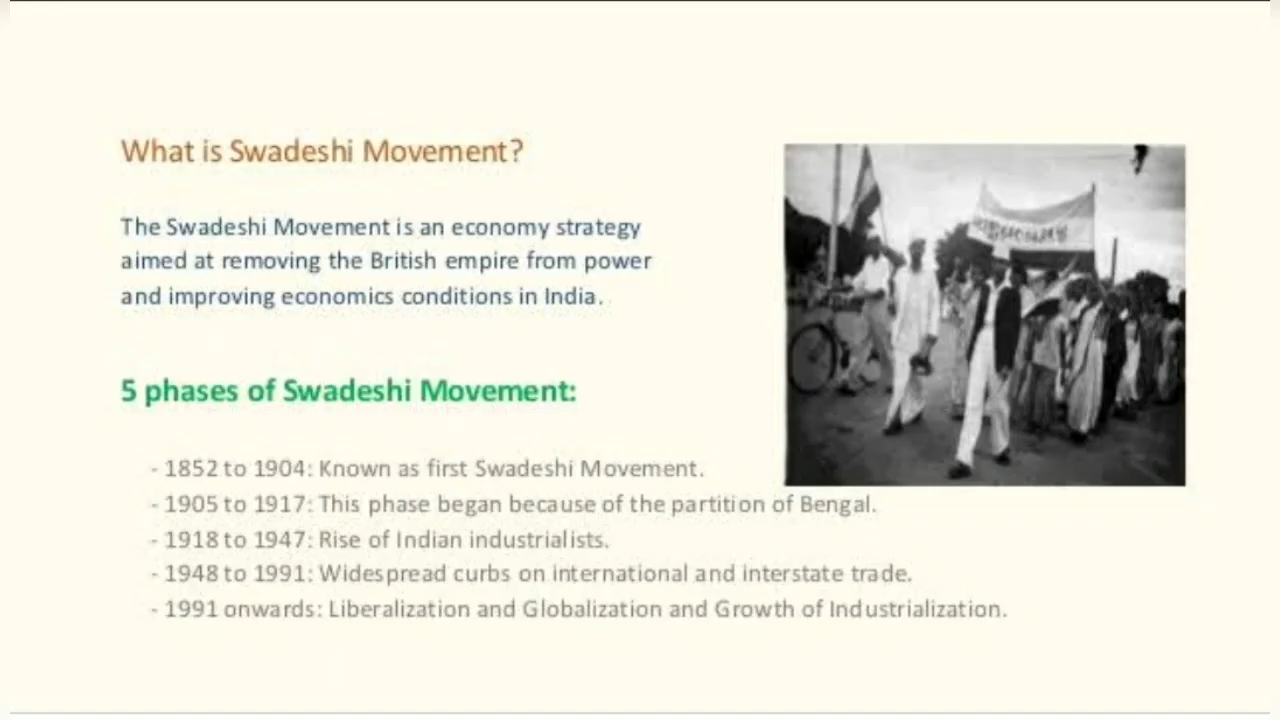 What is Swadeshi Movement?
The Swadeshi Movement is an economy strategy
aimed at removing the British empire from power
and improving economics conditions in India.
5 phases of Swadeshi Movement:
- 1852 to 1904: Known as first Swadeshi Movement.
- 1905 to 1917: This phase began because of the partition of Bengal.
- 1918 to 1947: Rise of Indian industrialists.
- 1948 to 1991: Widespread curbs on international and interstate trade.
- 1991 onwards: Liberalization and Globalization and Growth of Industrialization.